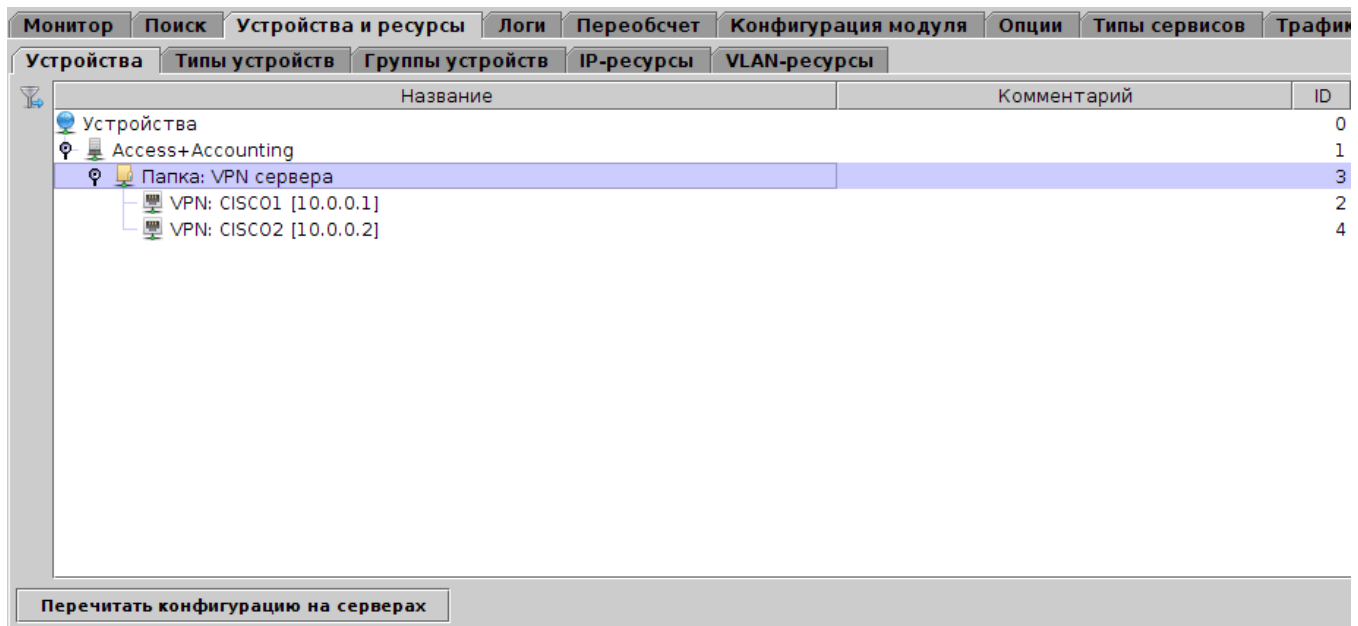 Монитор Поиск Устройства и ресурсы Логи Переобсчет Конфигурация модуля Опции Типы сервисов Трафик
Устройства Типы устройств Группы устройств IP-ресурсы VLAN-ресурсы
Название Комментарий ID
Устройства 0
Access+Accounting 1
Папка: VPN сервера 3
VPN: CISCO1 [10.0.0.1] 2
VPN: CISCO2 [10.0.0.2] 4
Перечитать конфигурацию на серверах